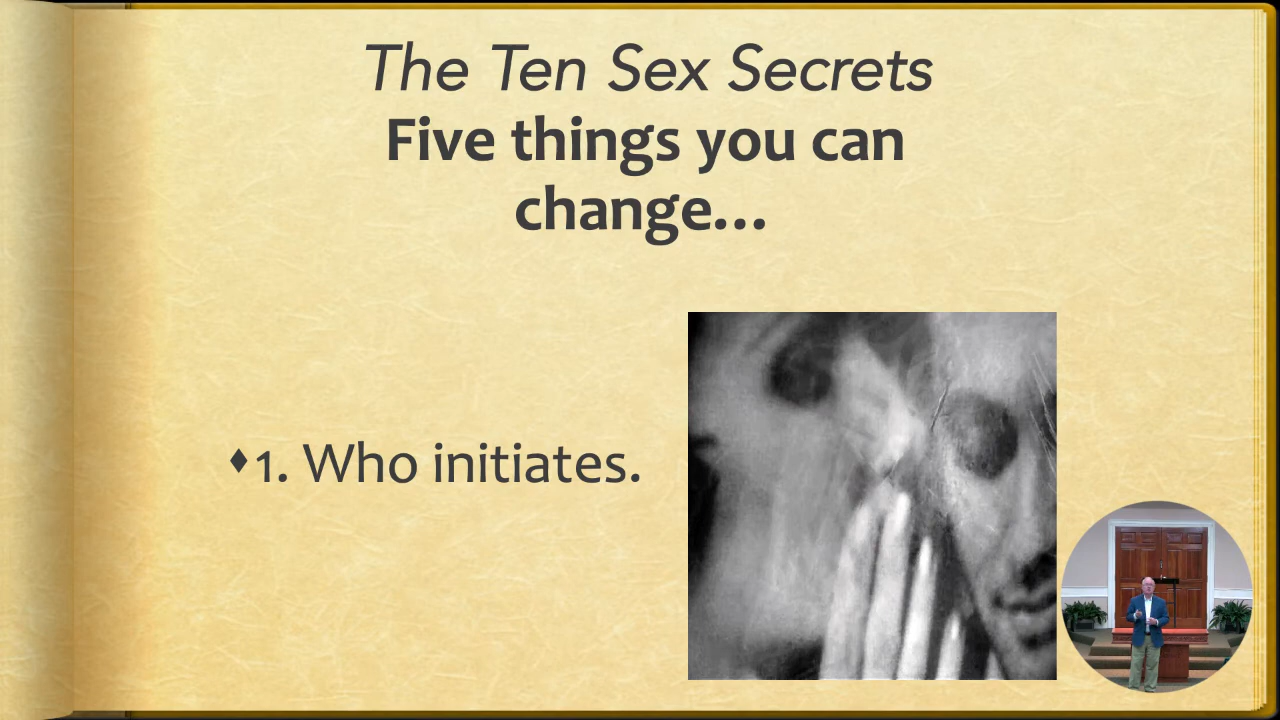 The Ten Sex Secrets
Five things you can
change…
♦1. Who initiates.